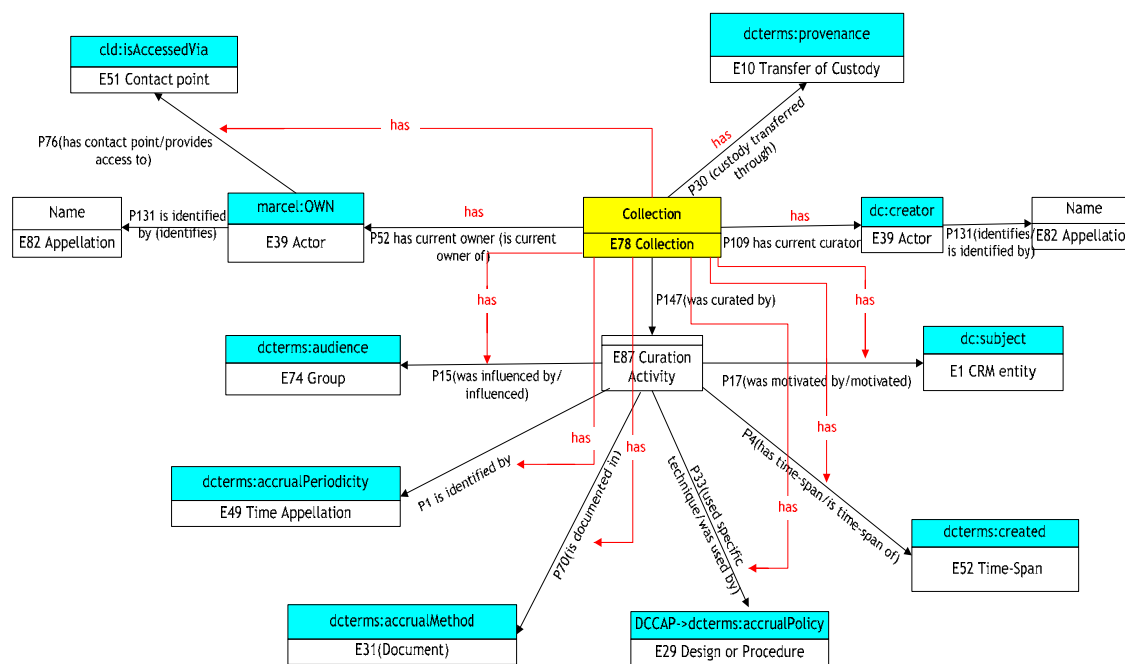 cld:isAccessedVia
E51 Contact point
dcterms:provenance
E10 Transfer of Custody
has
has
P76(has contact point/provides
access to)
P30 (custody transferred
through)
Name
E82 Appellation
P131 is identified
by (identifies)
marcel:OWN
E39 Actor
has
P52 has current owner (is current
owner of)
Collection
E78 Collection
has
P109 has current curator
dc:creator
E39 Actor
P131(identifies/
is identified by)
Name
E82 Appellation
has
P147(was curated by)
has
has
dcterms:audience
E74 Group
P15(was influenced by/
influenced)
E87 Curation
Activity
P17(was motivated by/motivated)
dc:subject
E1 CRM entity
has
has
has
P4(has time-span/is time-span of)
dcterms:accrualPeriodicity
E49 Time Appellation
P1 is identified by
P70(is documented in)
P33(used specific
technique/was used by)
dcterms:created
E52 Time-Span
dcterms:accrualMethod
E31(Document)
DCCAP->dcterms:accrualPolicy
E29 Design or Procedure